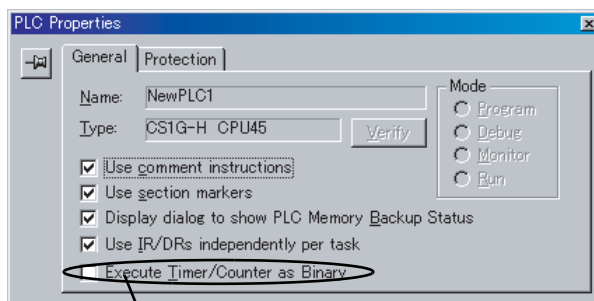 PLC Properties
General Protection
Name: NewPLC1
Type: CS1G-H CPU45 Verify
Mode
Program
Debug
Monitor
Run
Use comment instructions
Use section markers
Display dialog to show PLC Memory Backup Status
Use IR/DRs independently per task
Execute Timer/Counter as Binary